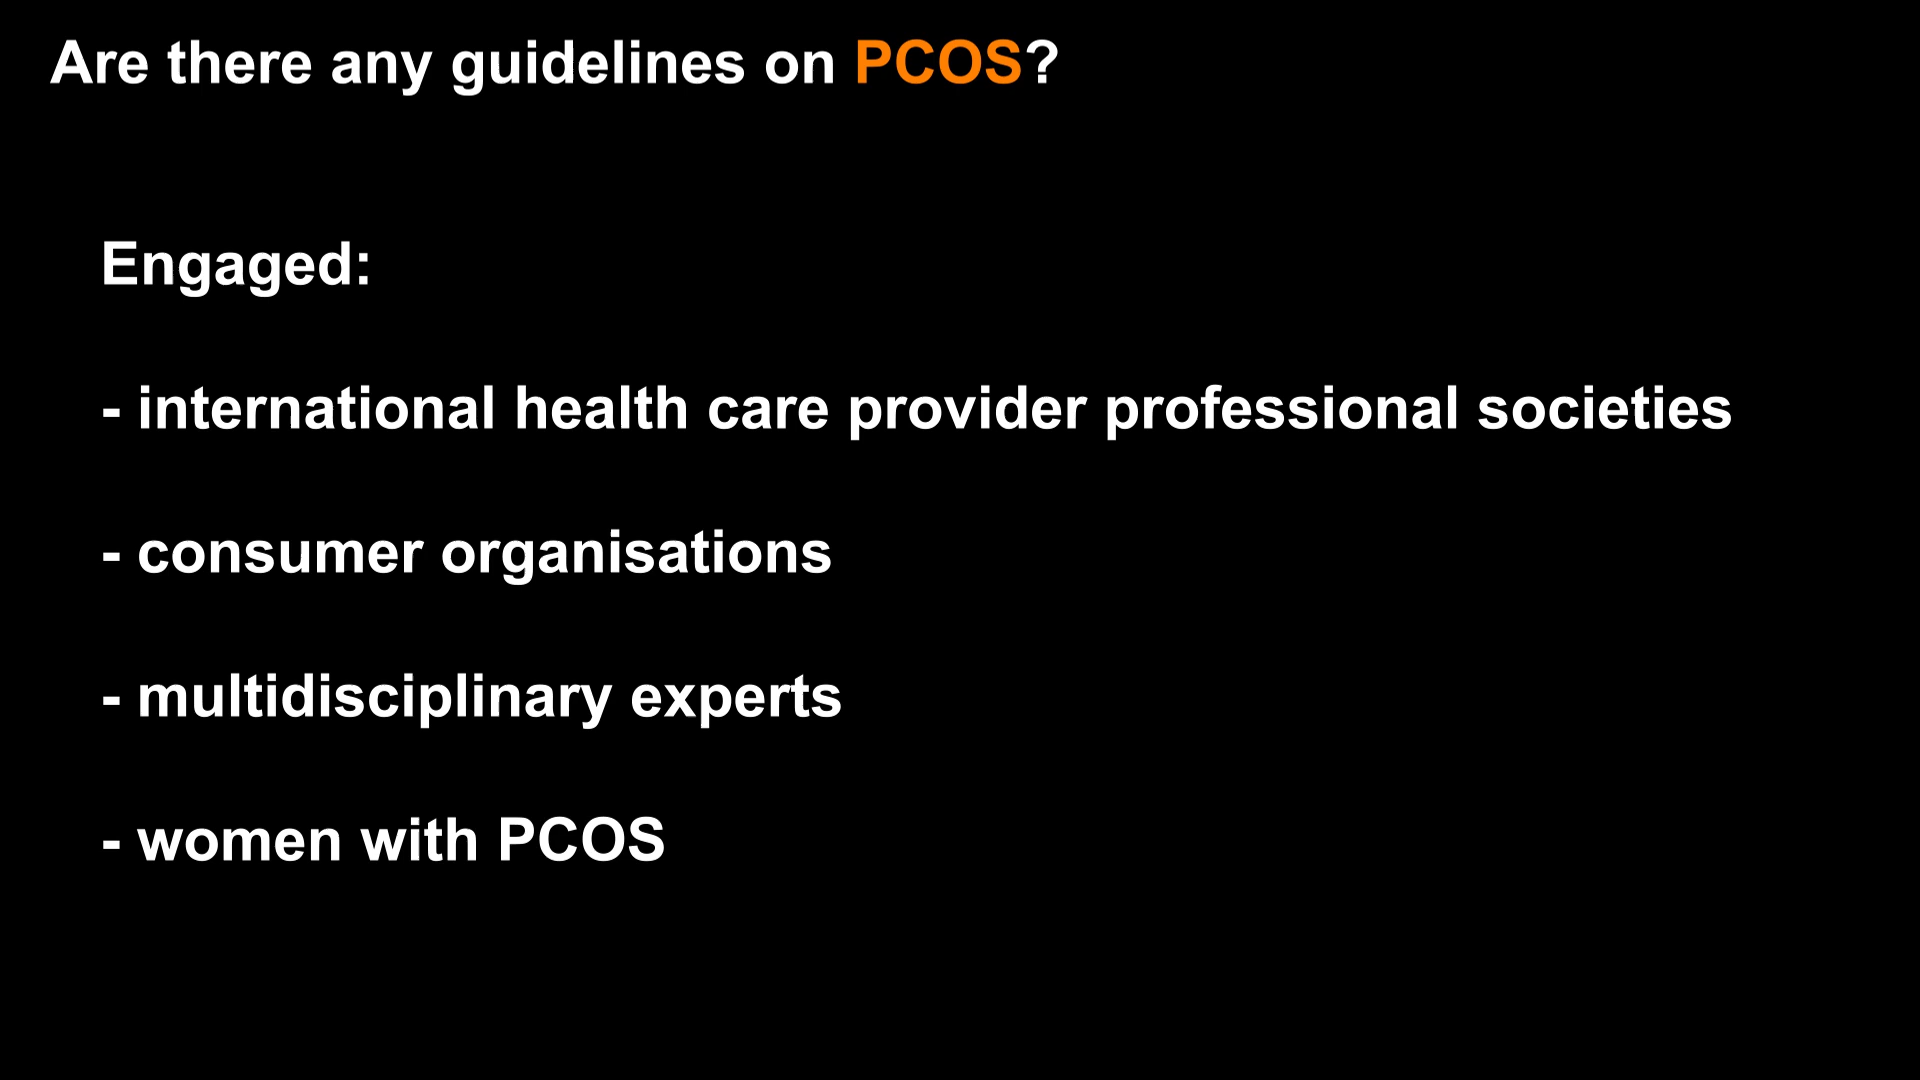 Are there any guidelines on PCOS?
Engaged:
- international health care provider professional societies
- consumer organisations
- multidisciplinary experts
- women with PCOS